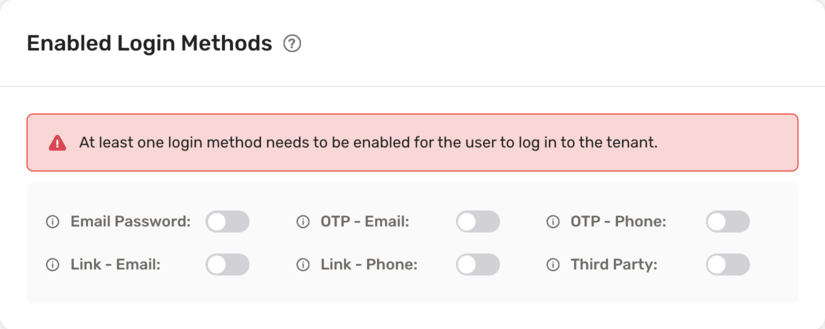 Enabled Login Methods
At least one login method needs to be enabled for the user to log in to the tenant.
Email Password: OTP - Email: OTP - Phone:
Link - Email: Link - Phone: Third Party: